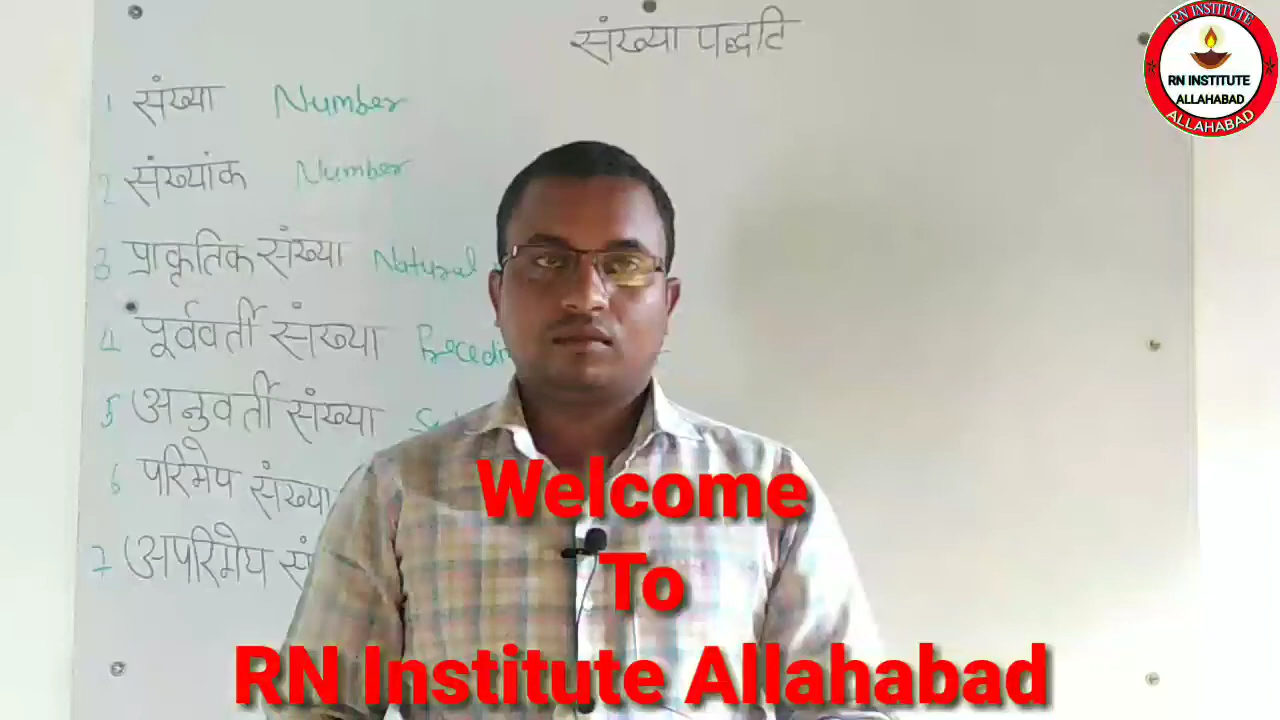 संख्या पद्धति
1 संख्या Number
2 संख्यांक Number
3 प्राकृतिक संख्या Natural
4 पूर्ववर्ती संख्या
5 अनुवर्ती संख्या
6 परिमेप संख्या
7 अपरिमेय सं
RN INSTITUTE
RN INSTITUTE
ALLAHABAD
ALLAHABAD
Welcome
To
RN Institute Allahabad